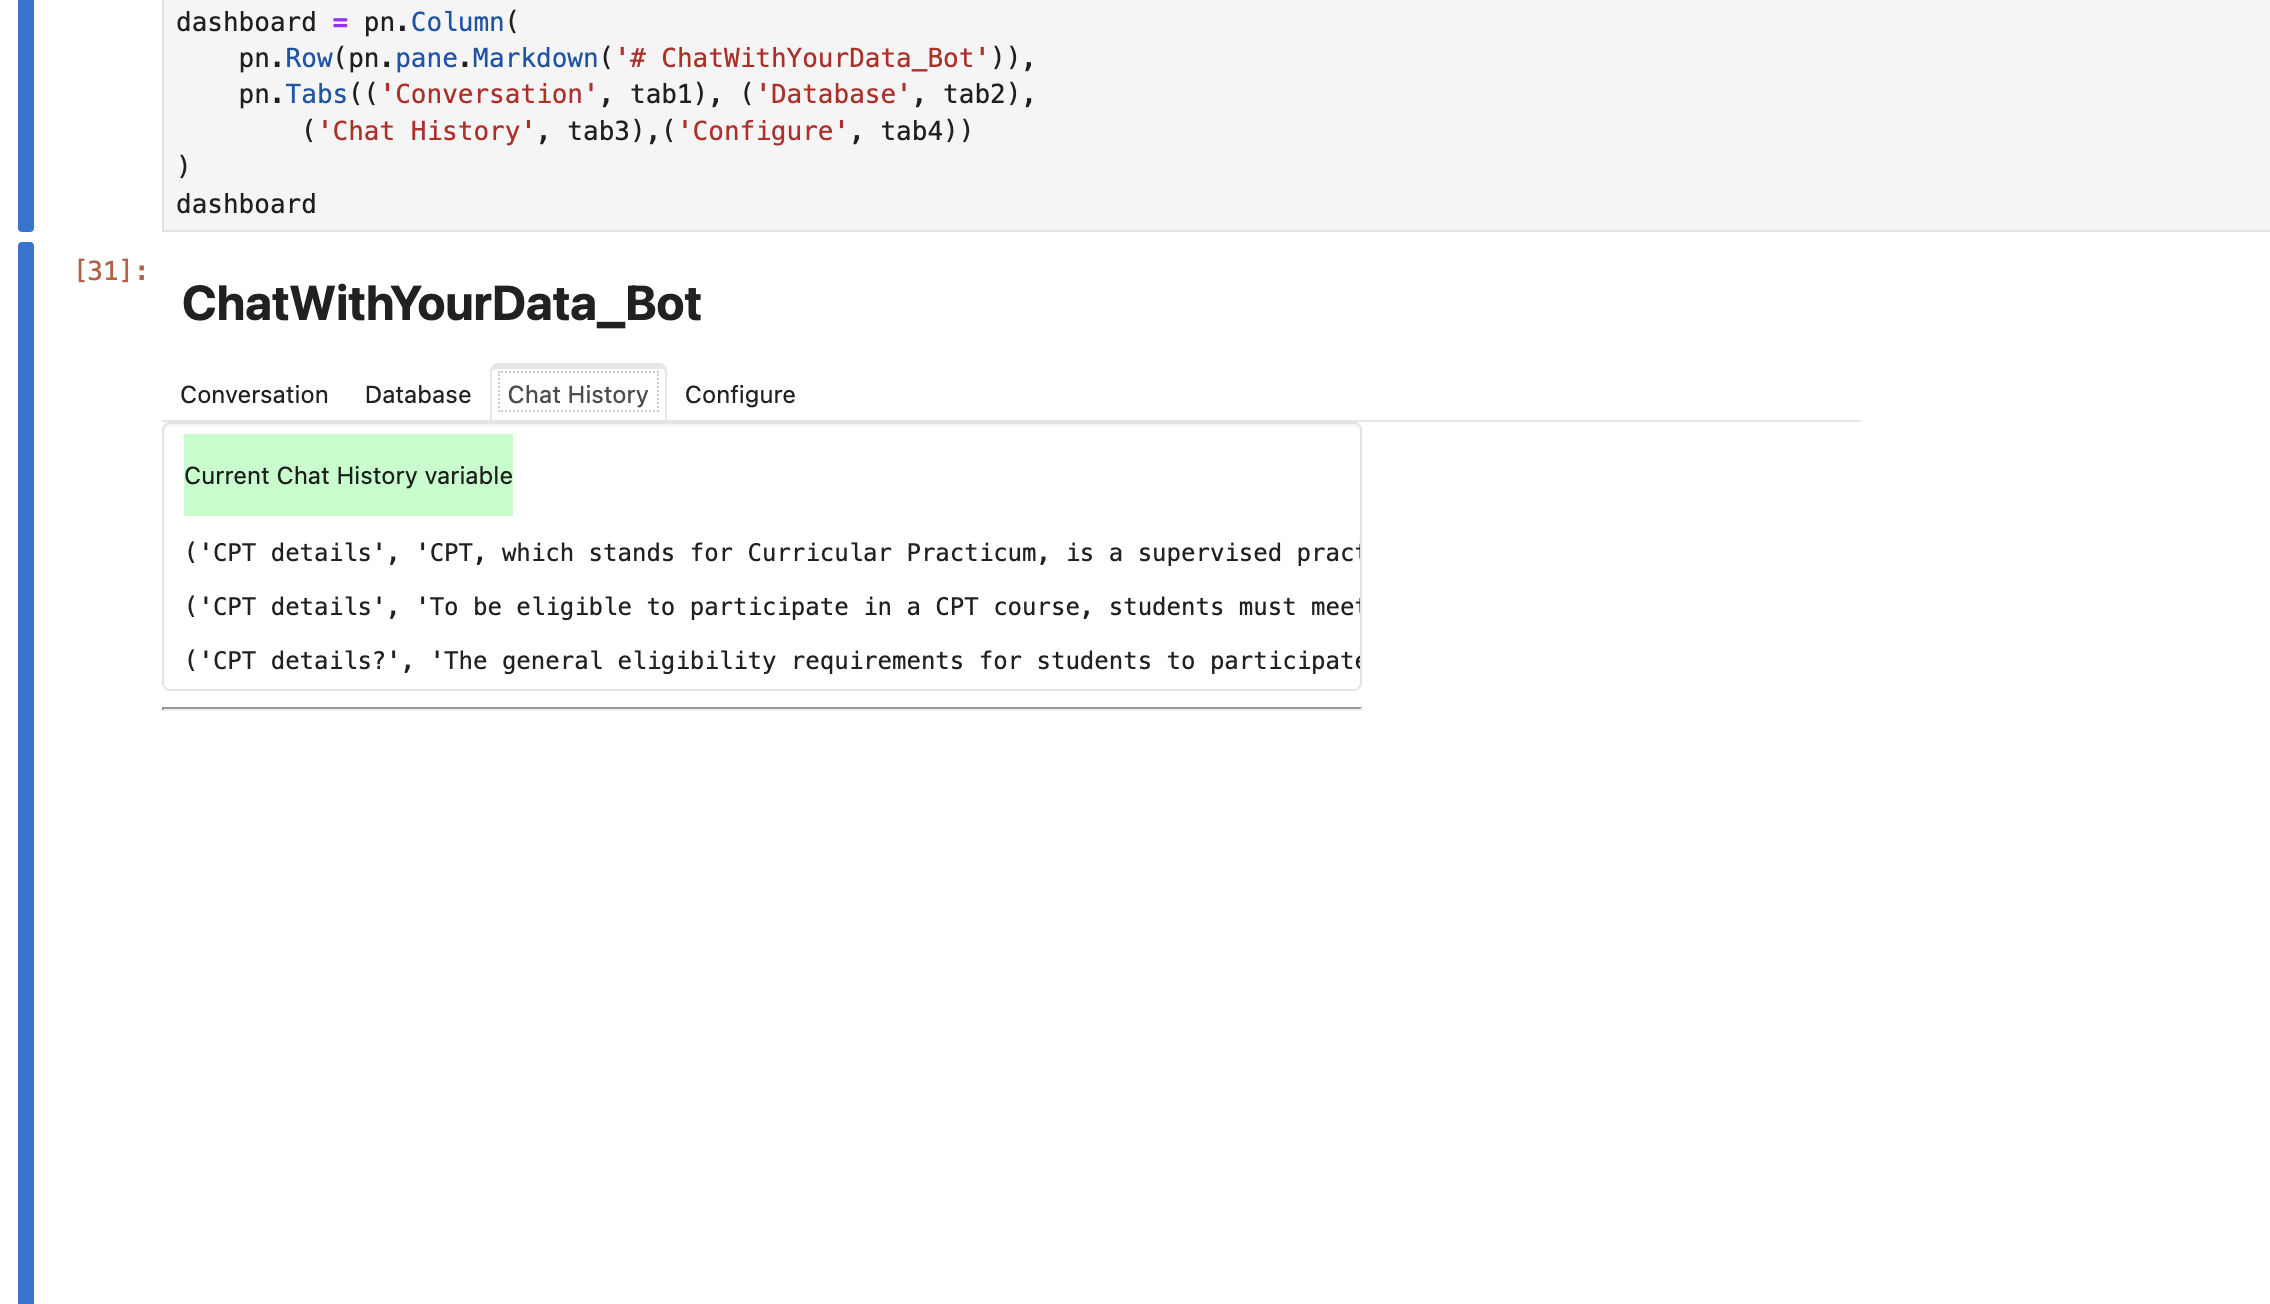 dashboard = pn.Column(
    pn.Row(pn.pane.Markdown('# ChatWithYourData_Bot')),
    pn.Tabs(('Conversation', tab1), ('Database', tab2),
        ('Chat History', tab3),('Configure', tab4))
)
dashboard
[31]:
ChatWithYourData_Bot
Conversation Database Chat History Configure
Current Chat History variable
('CPT details', 'CPT, which stands for Curricular Practicum, is a supervised pract
('CPT details', 'To be eligible to participate in a CPT course, students must meet
('CPT details?', 'The general eligibility requirements for students to participate